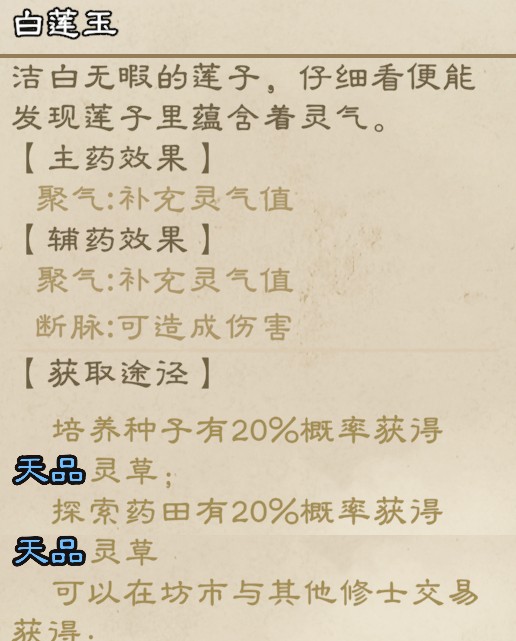 白莲玉
洁白无暇的莲子，仔细看便能
发现莲子里蕴含着灵气。
【主药效果】
聚气:补充灵气值
【辅药效果】
聚气:补充灵气值
断脉:可造成伤害
【获取途径】
培养种子有20%概率获得
天品灵草；
探索药田有20%概率获得
天品灵草
可以在坊市与其他修士交易
获得；